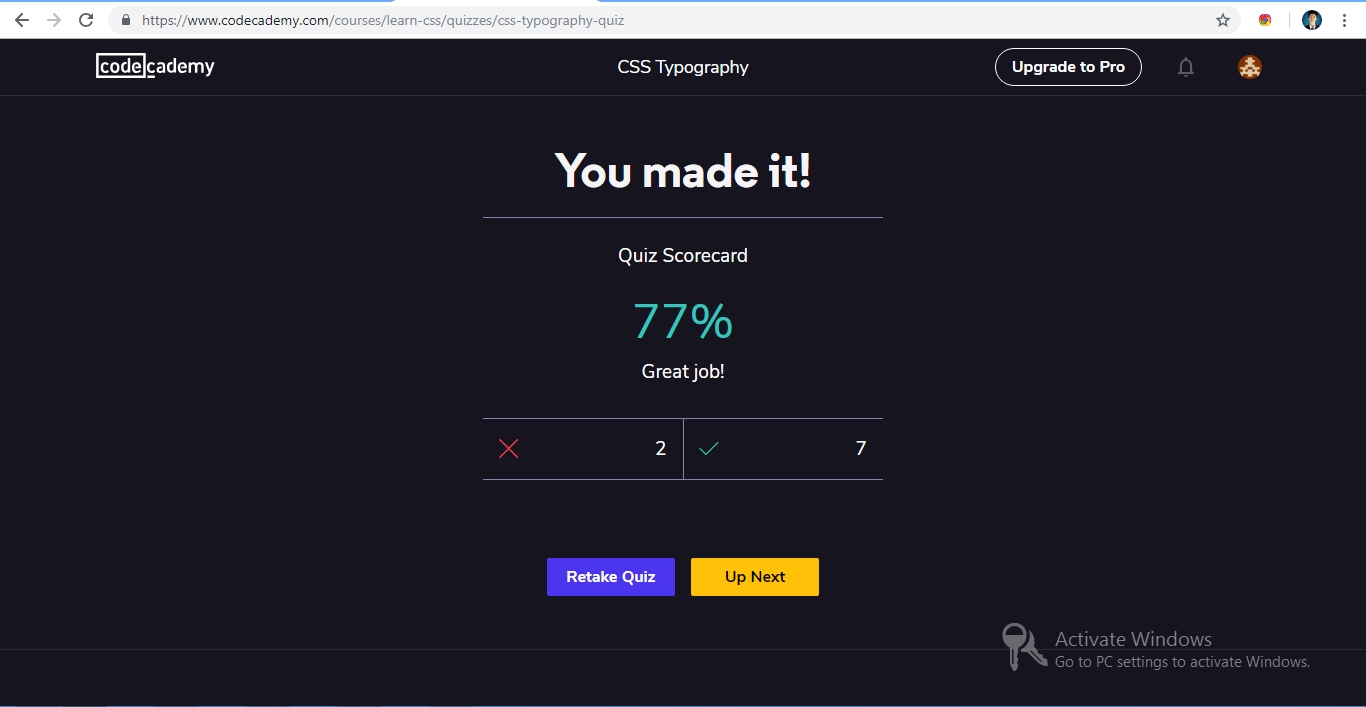 https://www.codecademy.com/courses/learn-css/quizzes/css-typography-quiz
codecademy
CSS Typography
Upgrade to Pro
You made it!
Quiz Scorecard
77%
Great job!
2
7
Retake Quiz
Up Next
Activate Windows
Go to PC settings to activate Windows.